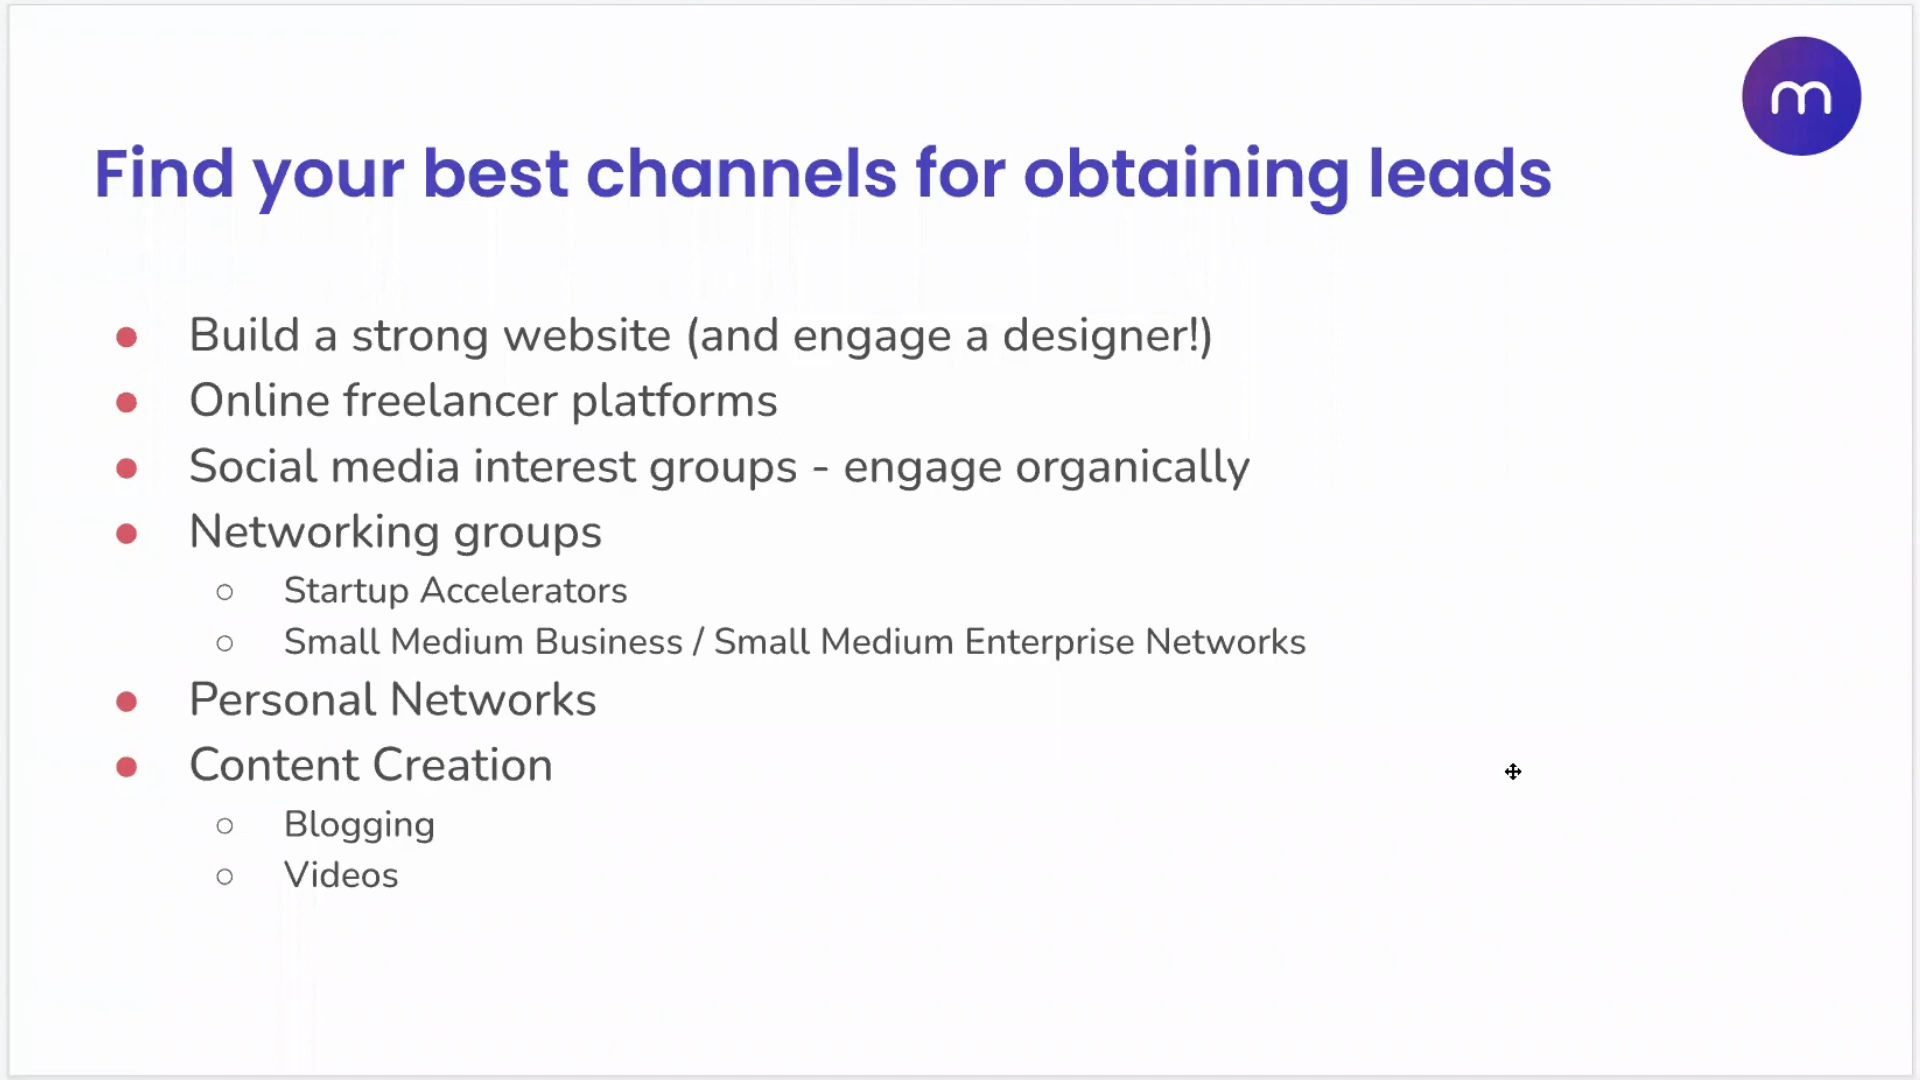 m
Find your best channels for obtaining leads
● Build a strong website (and engage a designer!)
● Online freelancer platforms
● Social media interest groups - engage organically
● Networking groups
○ Startup Accelerators
○ Small Medium Business / Small Medium Enterprise Networks
● Personal Networks
● Content Creation
○ Blogging
○ Videos